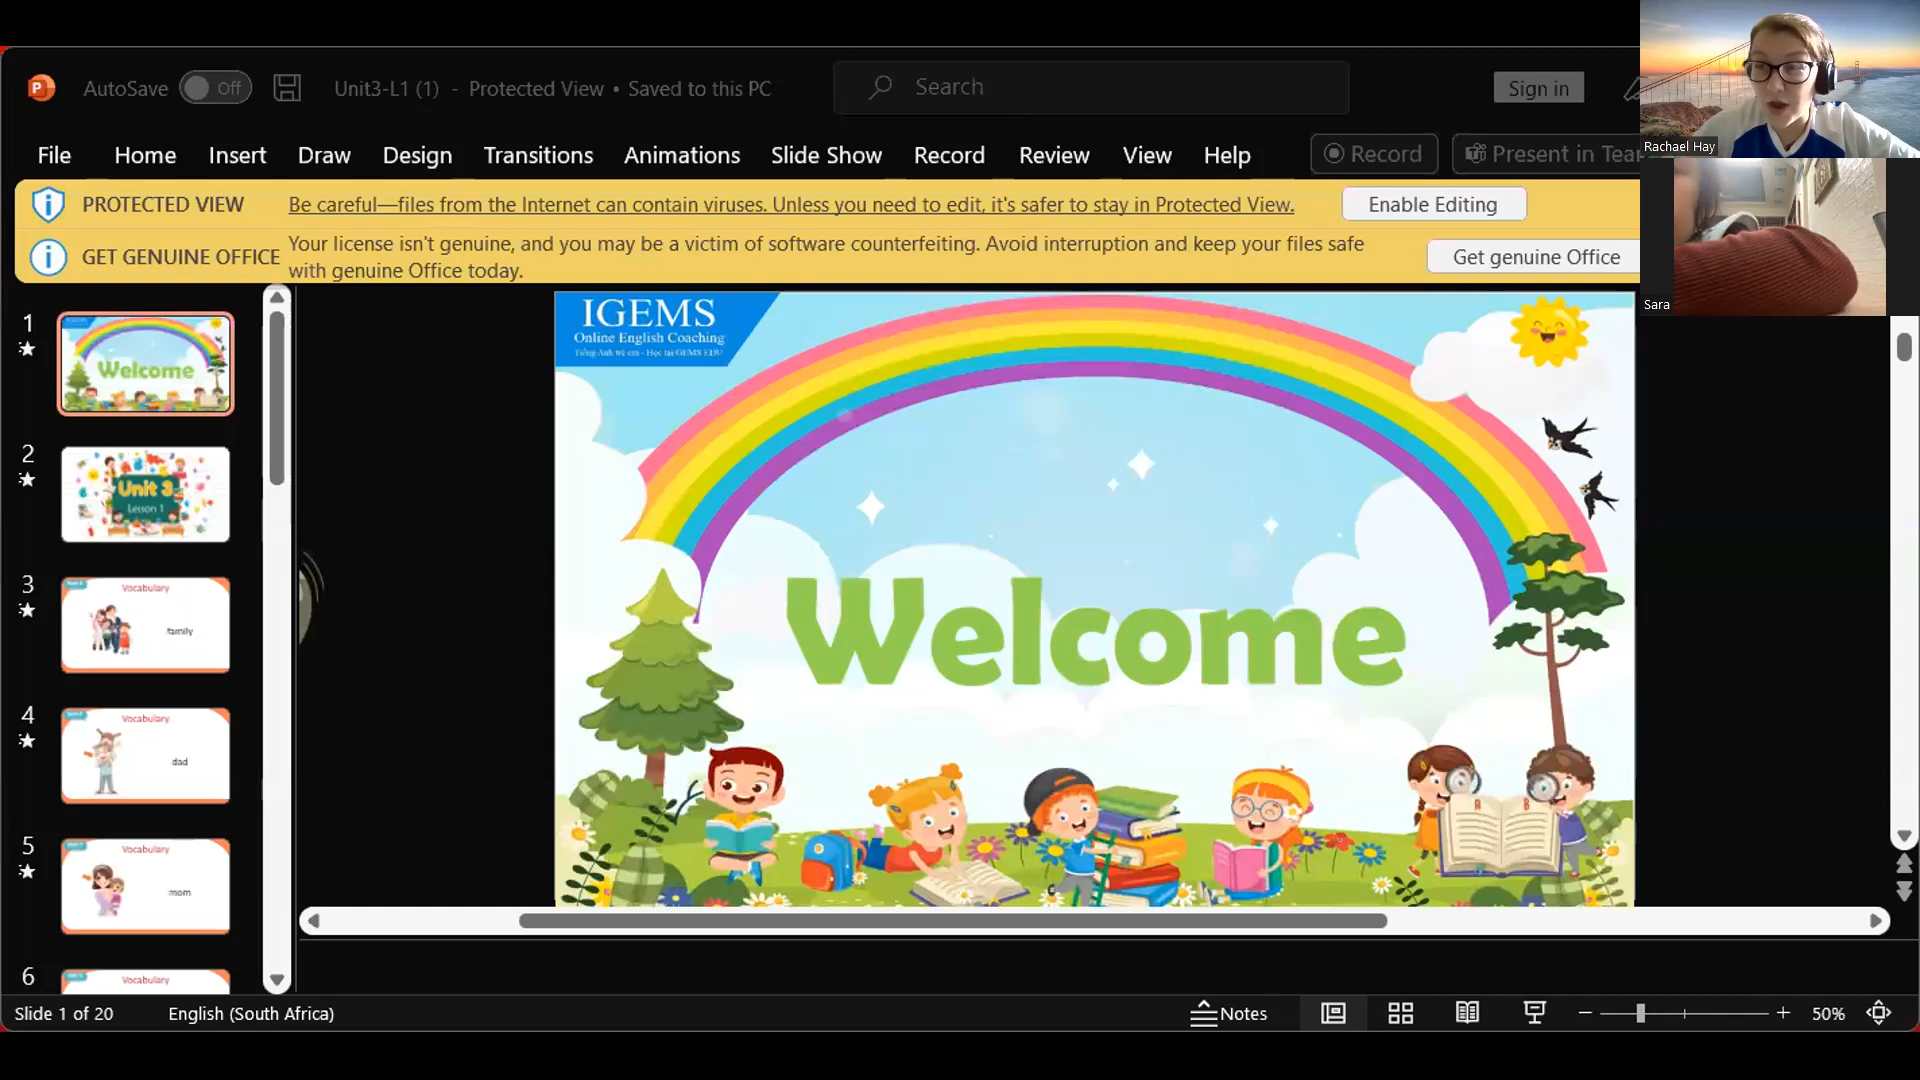 AutoSave
Off
Unit3-L1 (1) - Protected View • Saved to this PC
Search
Sign in
File Home Insert Draw Design Transitions Animations Slide Show Record Review View Help
Record
Present in Tea
PROTECTED VIEW
Be careful—files from the Internet can contain viruses. Unless you need to edit, it's safer to stay in Protected View.
Enable Editing
GET GENUINE OFFICE
Your license isn't genuine, and you may be a victim of software counterfeiting. Avoid interruption and keep your files safe
with genuine Office today.
Get genuine Office
Rachael Hay
Sara
1
Welcome
2
Unit 3
Lesson 1
3
Vocabulary
family
4
Vocabulary
dad
5
Vocabulary
mom
6
Vocabulary
IGEMS
Online English Coaching
Welcome
A B
Slide 1 of 20
English (South Africa)
Notes
50%